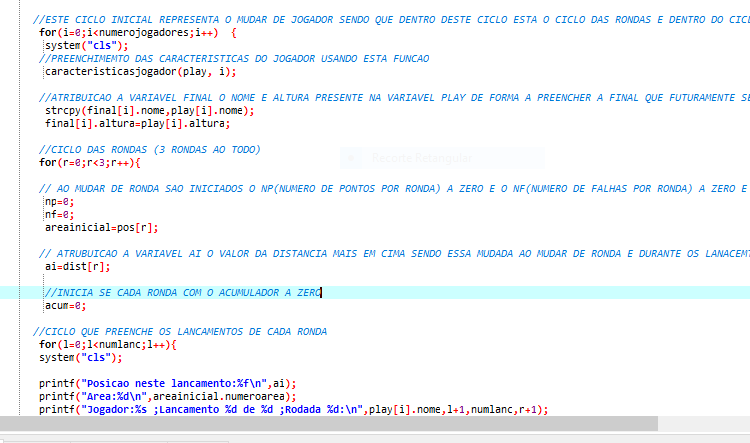 //ESTE CICLO INICIAL REPRESENTA O MUDAR DE JOGADOR SENDO QUE DENTRO DESTE CICLO ESTA O CICLO DAS RONDAS E DENTRO DO CICL
for(i=0;i<numerojogadores;i++) {
system("cls");
//PREENCHIMEMTO DAS CARACTERISTICAS DO JOGADOR USANDO ESTA FUNCAO
caracteristicasjogador(play, i);
//ATRIBUICAO A VARIAVEL FINAL O NOME E ALTURA PRESENTE NA VARIAVEL PLAY DE FORMA A PREENCHER A FINAL QUE FUTURAMENTE SE
strcpy(final[i].nome,play[i].nome);
final[i].altura=play[i].altura;
//CICLO DAS RONDAS (3 RONDAS AO TODO)
for(r=0;r<3;r++){
Recorte Retangular
// AO MUDAR DE RONDA SAO INICIADOS O NP(NUMERO DE PONTOS POR RONDA) A ZERO E O NF(NUMERO DE FALHAS POR RONDA) A ZERO E
np=0;
nf=0;
areainicial=pos[r];
// ATRUBUICAO A VARIAVEL AI O VALOR DA DISTANCIA MAIS EM CIMA SENDO ESSA MUDADA AO MUDAR DE RONDA E DURANTE OS LANACEMT
ai=dist[r];
//INICIA SE CADA RONDA COM O ACUMULADOR A ZERO
acum=0;
//CICLO QUE PREENCHE OS LANCAMENTOS DE CADA RONDA
for(l=0;l<numlanc;l++){
system("cls");
printf("Posicao neste lancamento:%f\n",ai);
printf("Area:%d\n",areainicial.numeroarea);
printf("Jogador:%s ;Lancamento %d de %d ;Rodada %d:\n",play[i].nome,l+1,numlanc,r+1);